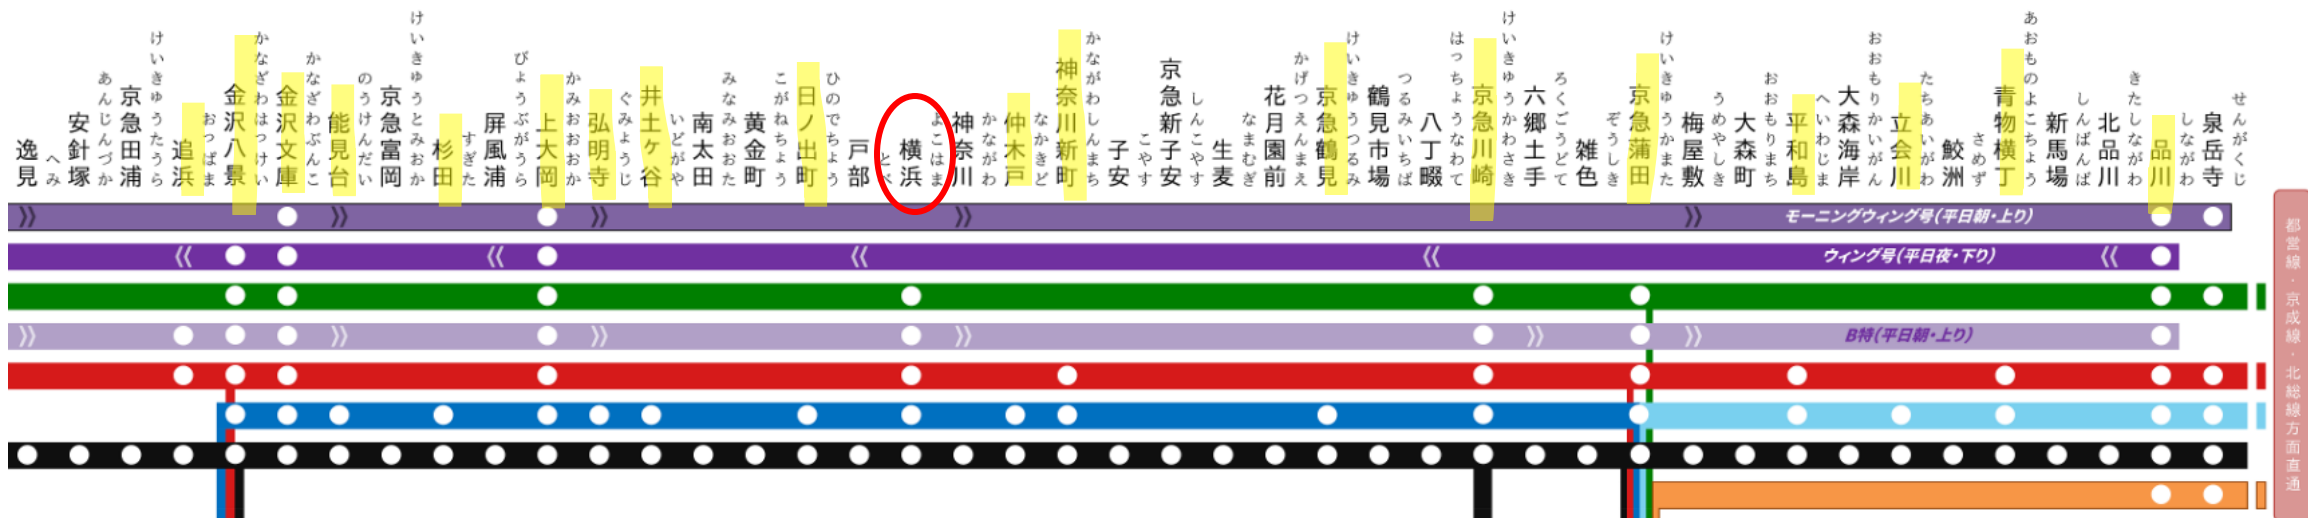 逸見
へみ
安針塚
あんじんづか
京急田浦
けいきゅうたうら
追浜
おっぱま
金沢八景
かなざわはっけい
金沢文庫
かなざわぶんこ
能見台
のうけんだい
京急富岡
けいきゅうとみおか
杉田
すぎた
屏風浦
びょうぶがうら
上大岡
かみおおおか
弘明寺
ぐみょうじ
井土ヶ谷
いどがや
南太田
みなみおおた
黄金町
こがねちょう
日ノ出町
ひのでちょう
戸部
とべ
横浜
よこはま
神奈川
かながわ
仲木戸
なかきど
神奈川新町
かながわしんまち
子安
こやす
京急新子安
しんこやす
生麦
なまむぎ
花月園前
かげつえんまえ
京急鶴見
けいきゅうつるみ
鶴見市場
つるみいちば
八丁畷
はっちょうなわて
京急川崎
けいきゅうかわさき
六郷土手
ろくごうどて
雑色
ぞうしき
京急蒲田
けいきゅうかまた
梅屋敷
うめやしき
大森町
おおもりまち
平和島
へいわじま
大森海岸
おおもりかいがん
立会川
たちあいがわ
鮫洲
さめず
青物横丁
あおものよこちょう
新馬場
しんばんば
北品川
きたしながわ
品川
しながわ
泉岳寺
せんがくじ
モーニングウィング号(平日朝・上り)
ウィング号(平日夜・下り)
B特(平日朝・上り)
都営線・京成線・北総線方面直通